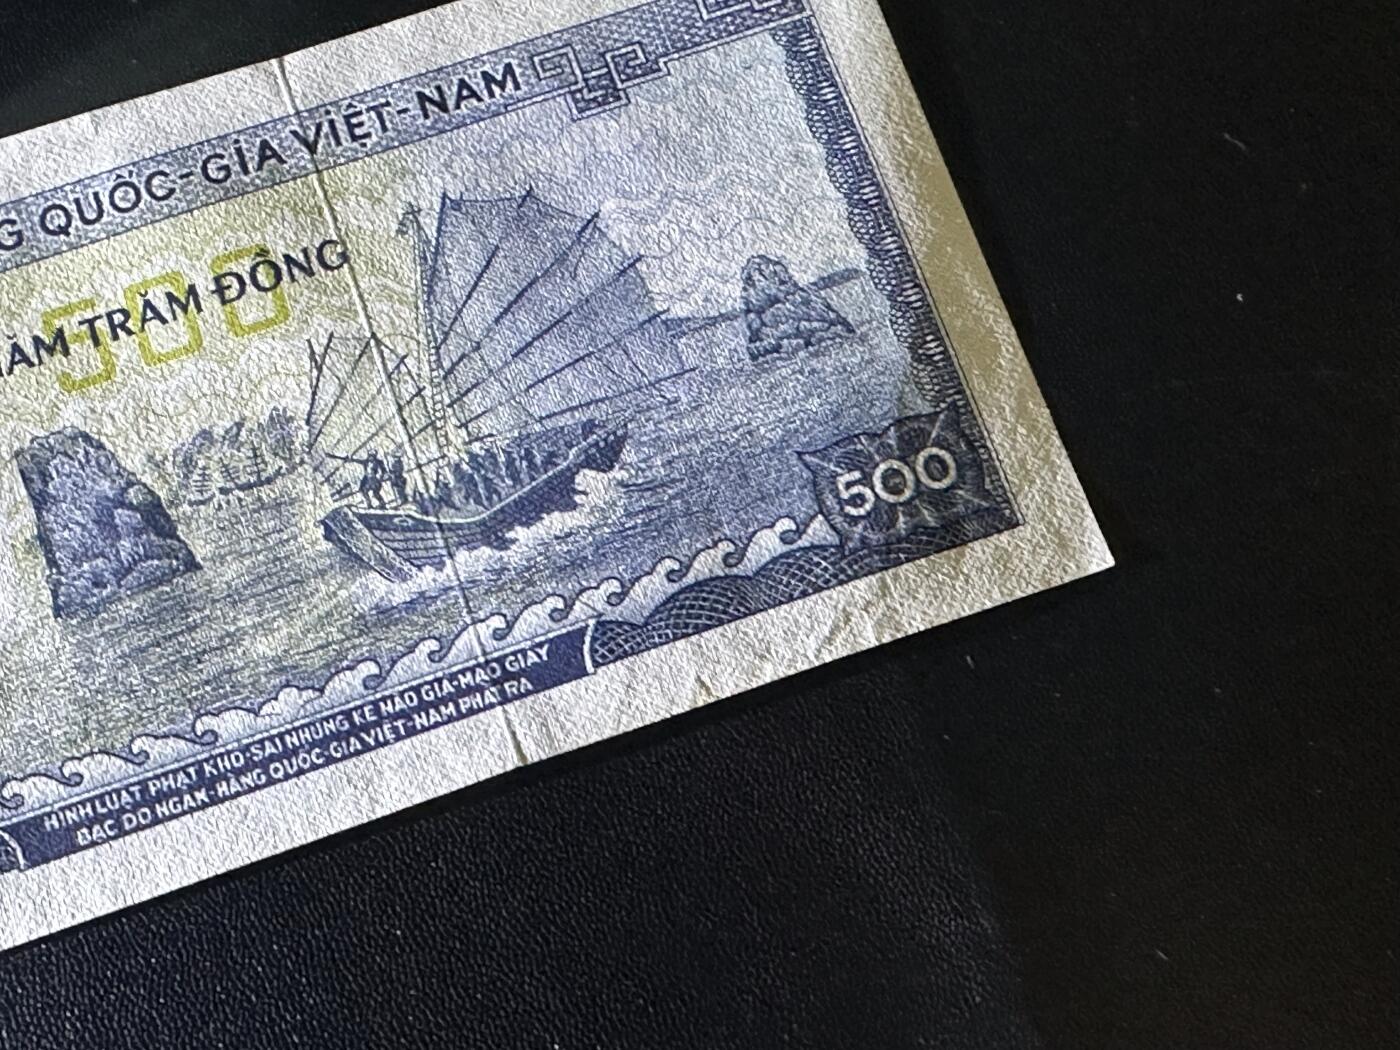 G QUỐC-GIA VIỆT-NAM
500
TRĂM ĐỒNG
500
HÌNH LUẬT PHẠT KHỔ-SAI NHỮNG KẺ NÀO GIẢ-MẠO GIẤY
BẠC DO NGÂN-HÀNG QUỐC-GIA VIỆT-NAM PHÁT RA